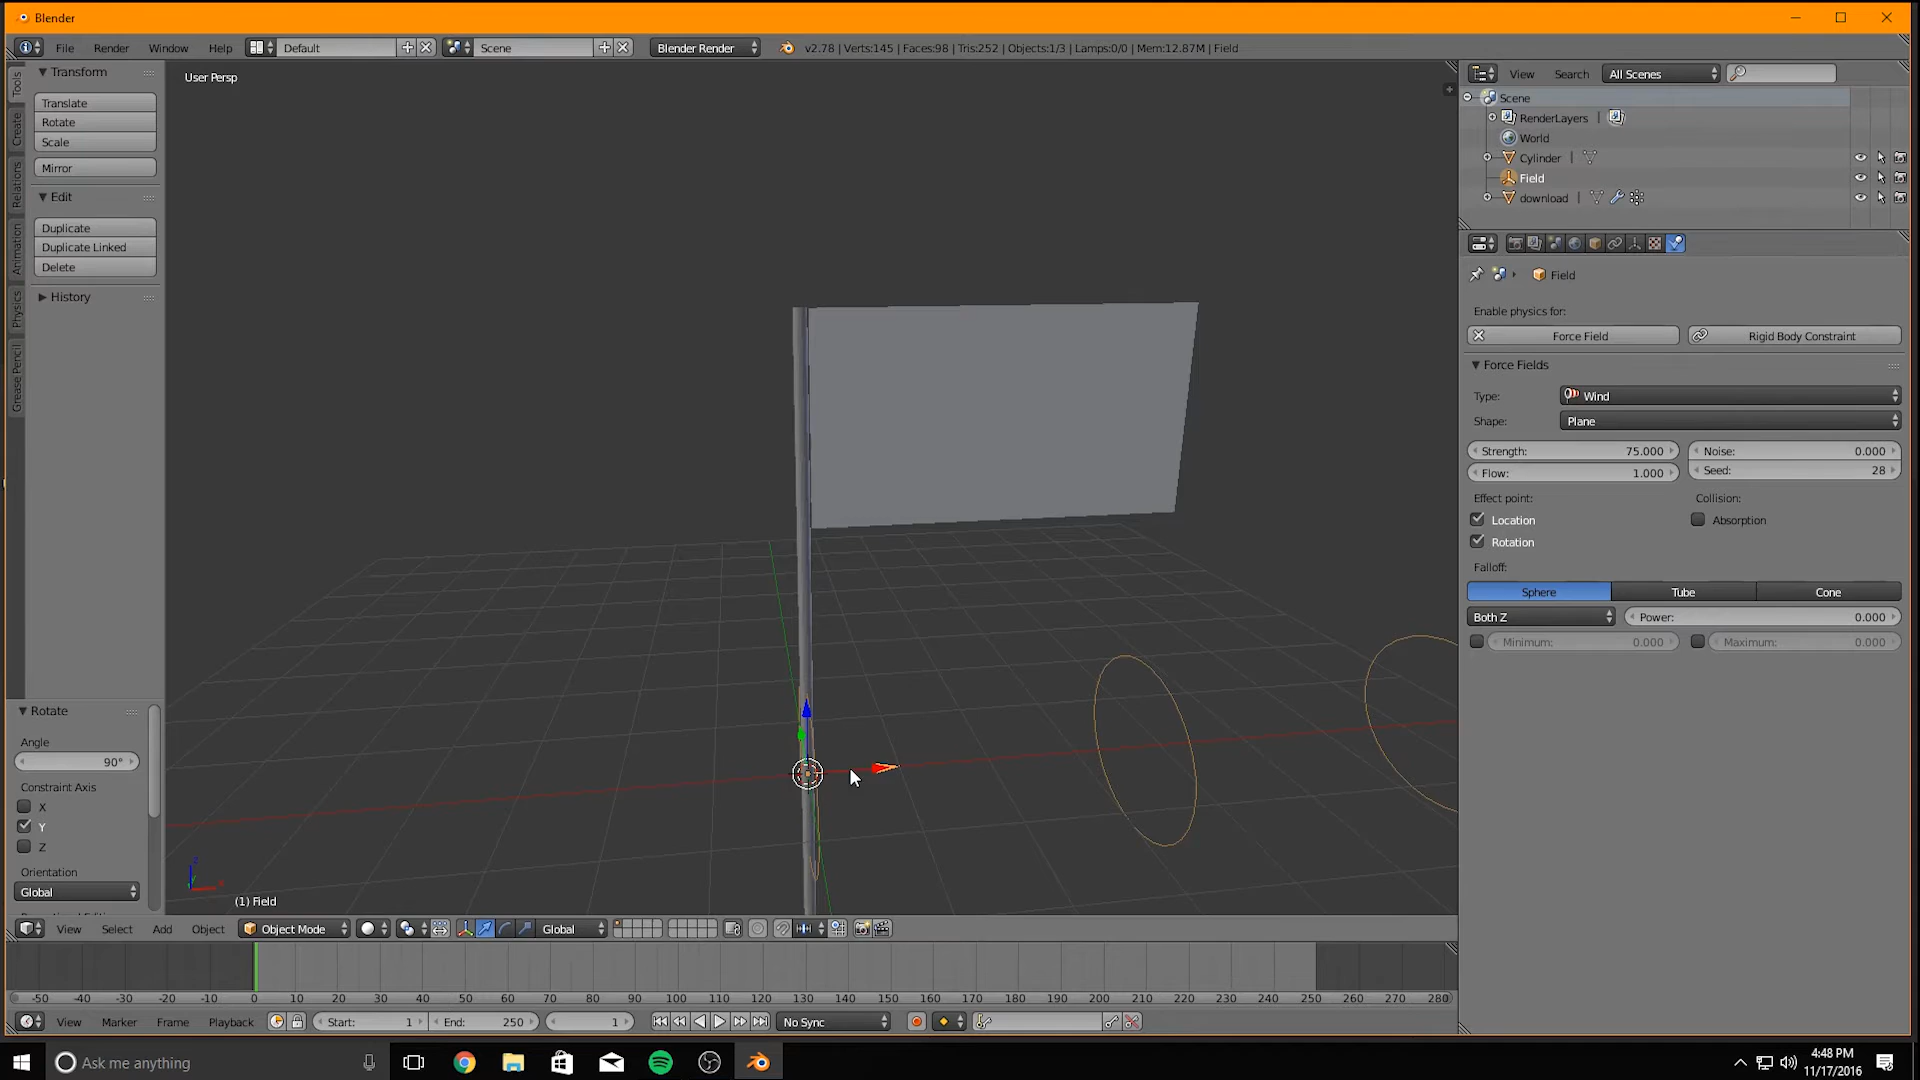 Blender
File Render Window Help Default Scene Blender Render v2.78 | Verts:145 | Faces:98 | Tris:252 | Objects:1/3 | Lamps:0/0 | Mem:12.87M | Field
Tools
Create
Relations
Animation
Physics
Grease Pencil
Transform
Translate
Rotate
Scale
Mirror
Edit
Duplicate
Duplicate Linked
Delete
History
Rotate
Angle
90°
Constraint Axis
X
Y
Z
Orientation
Global
User Persp
(1) Field
View Select Add Object Object Mode Global
-50 -40 -30 -20 -10 0 10 20 30 40 50 60 70 80 90 100 110 120 130 140 150 160 170 180 190 200 210 220 230 240 250 260 270 280
View Marker Frame Playback Start: 1 End: 250 1 No Sync
View Search All Scenes
Scene
RenderLayers |
World
Cylinder |
Field
download |
Field
Enable physics for:
Force Field Rigid Body Constraint
Force Fields
Type: Wind
Shape: Plane
Strength: 75.000 Noise: 0.000
Flow: 1.000 Seed: 28
Effect point: Collision:
Location Absorption
Rotation
Falloff:
Sphere Tube Cone
Both Z Power: 0.000
Minimum: 0.000 Maximum: 0.000
Ask me anything
4:48 PM
11/17/2016